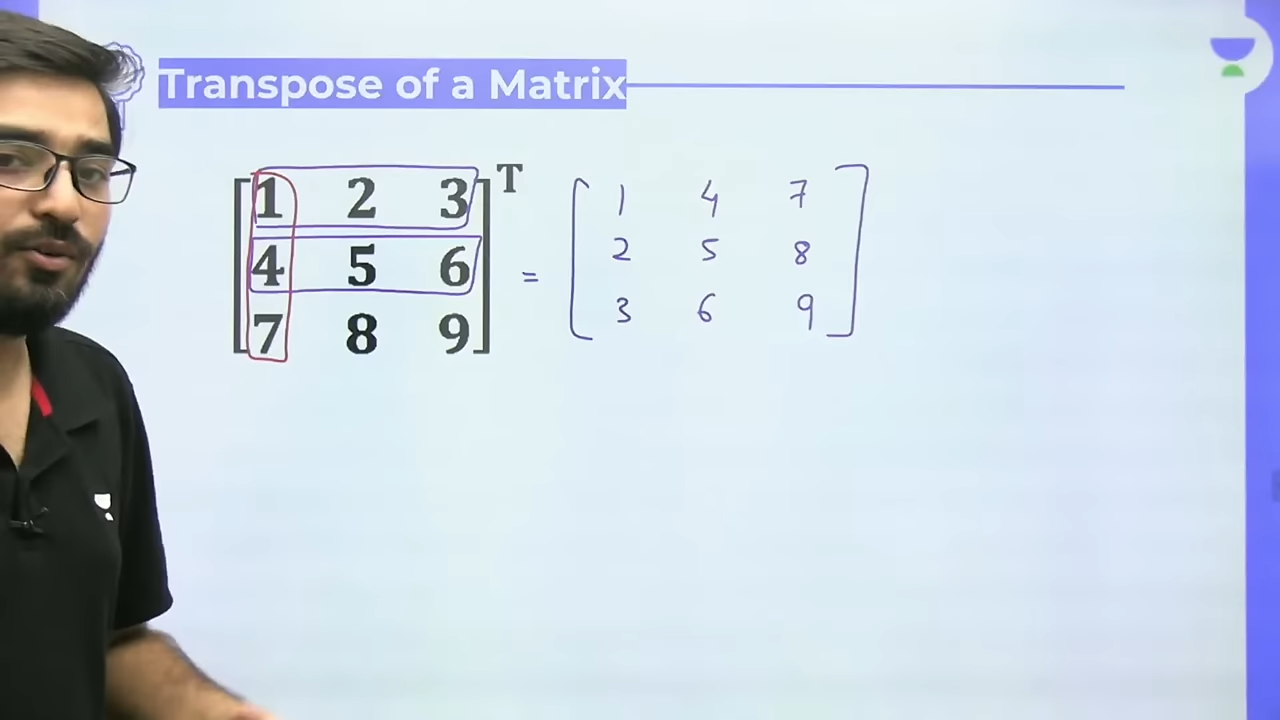 Transpose of a Matrix
1 2 3 T 1 4 7
4 5 6 = 2 5 8
7 8 9 3 6 9